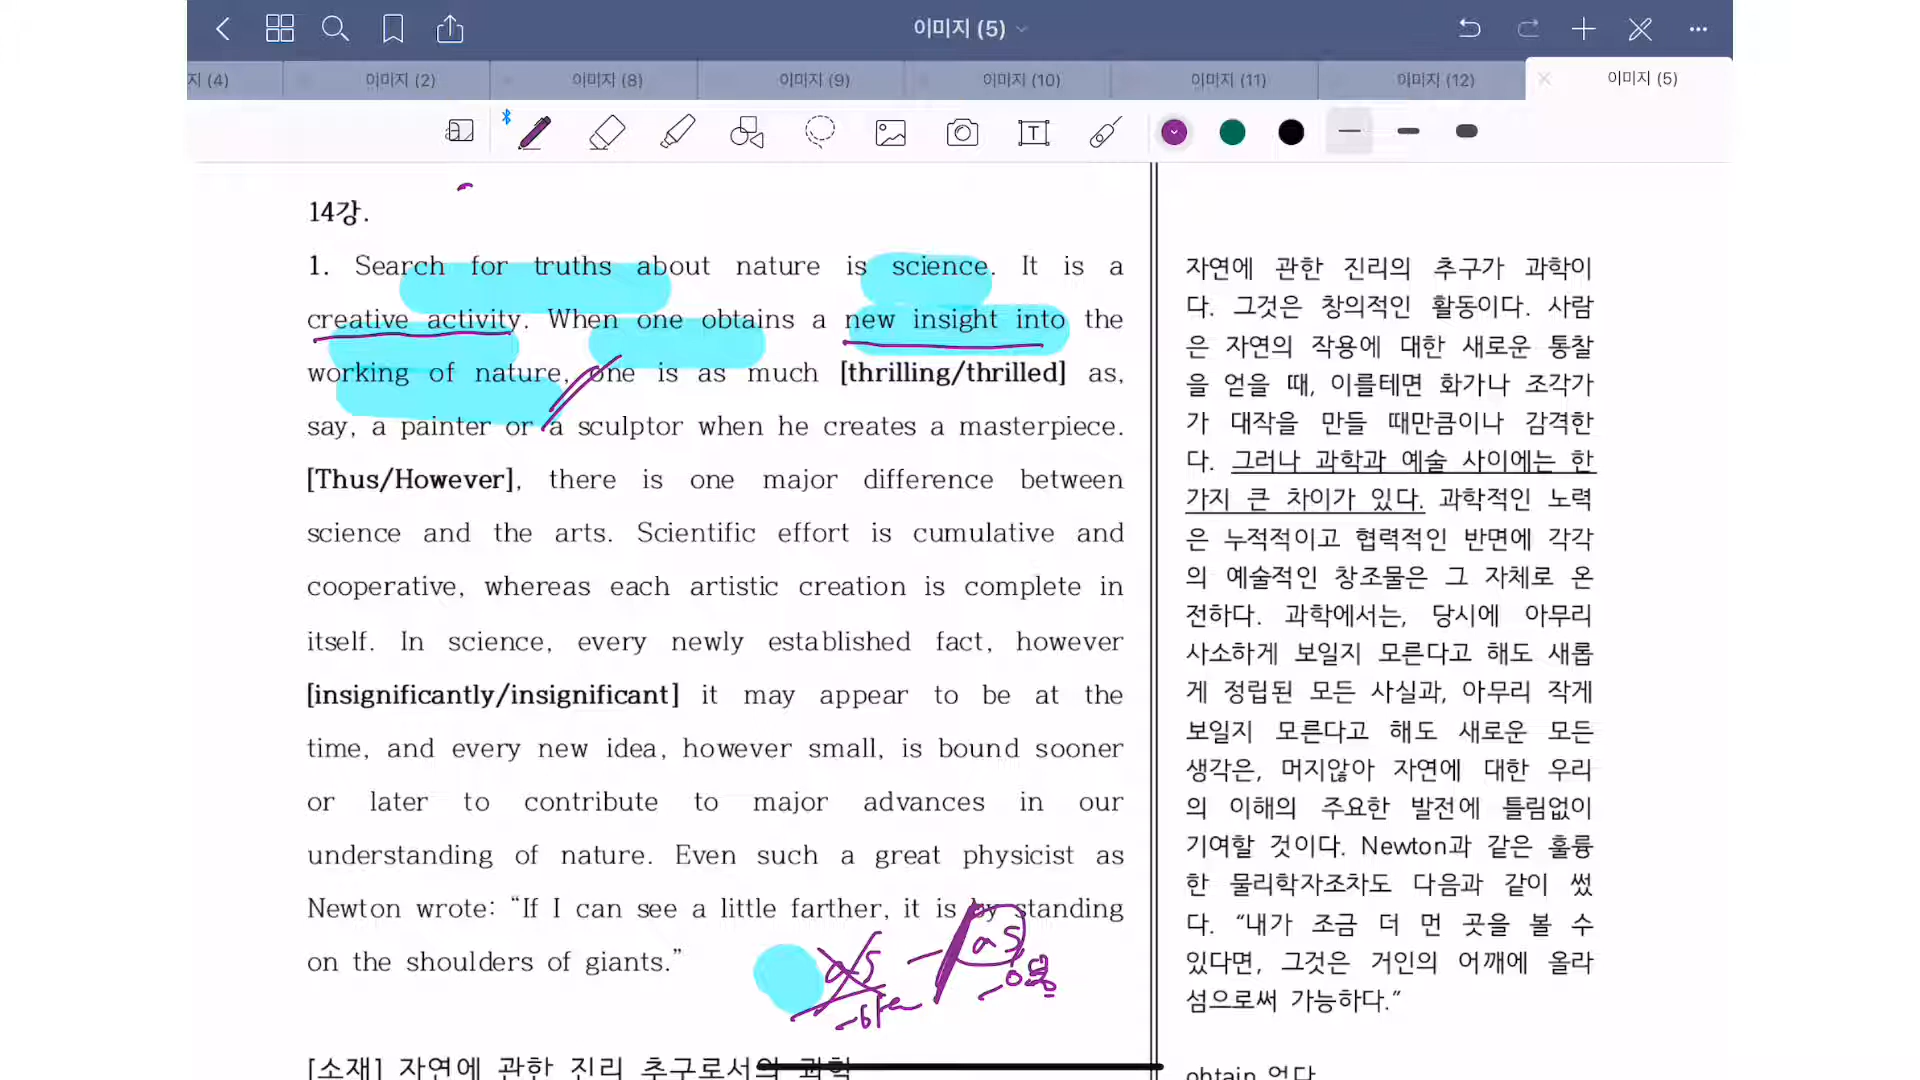 이미지 (5)
지 (4)
이미지 (2)
이미지 (8)
이미지 (9)
이미지 (10)
이미지 (11)
이미지 (12)
이미지 (5)
14강.
1. Search for truths about nature is science. It is a
creative activity. When one obtains a new insight into the
working of nature, one is as much [thrilling/thrilled] as,
say, a painter or a sculptor when he creates a masterpiece.
[Thus/However], there is one major difference between
science and the arts. Scientific effort is cumulative and
cooperative, whereas each artistic creation is complete in
itself. In science, every newly established fact, however
[insignificantly/insignificant] it may appear to be at the
time, and every new idea, however small, is bound sooner
or later to contribute to major advances in our
understanding of nature. Even such a great physicist as
Newton wrote: “If I can see a little farther, it is by standing
on the shoulders of giants.”
as
as
[소재] 자연에 관한 진리 추구로서의 과학
자연에 관한 진리의 추구가 과학이
다. 그것은 창의적인 활동이다. 사람
은 자연의 작용에 대한 새로운 통찰
을 얻을 때, 이를테면 화가나 조각가
가 대작을 만들 때만큼이나 감격한
다. 그러나 과학과 예술 사이에는 한
가지 큰 차이가 있다. 과학적인 노력
은 누적적이고 협력적인 반면에 각각
의 예술적인 창조물은 그 자체로 온
전하다. 과학에서는, 당시에 아무리
사소하게 보일지 모른다고 해도 새롭
게 정립된 모든 사실과, 아무리 작게
보일지 모른다고 해도 새로운 모든
생각은, 머지않아 자연에 대한 우리
의 이해의 주요한 발전에 틀림없이
기여할 것이다. Newton과 같은 훌륭
한 물리학자조차도 다음과 같이 썼
다. “내가 조금 더 먼 곳을 볼 수
있다면, 그것은 거인의 어깨에 올라
섬으로써 가능하다.”
obtain 얻다